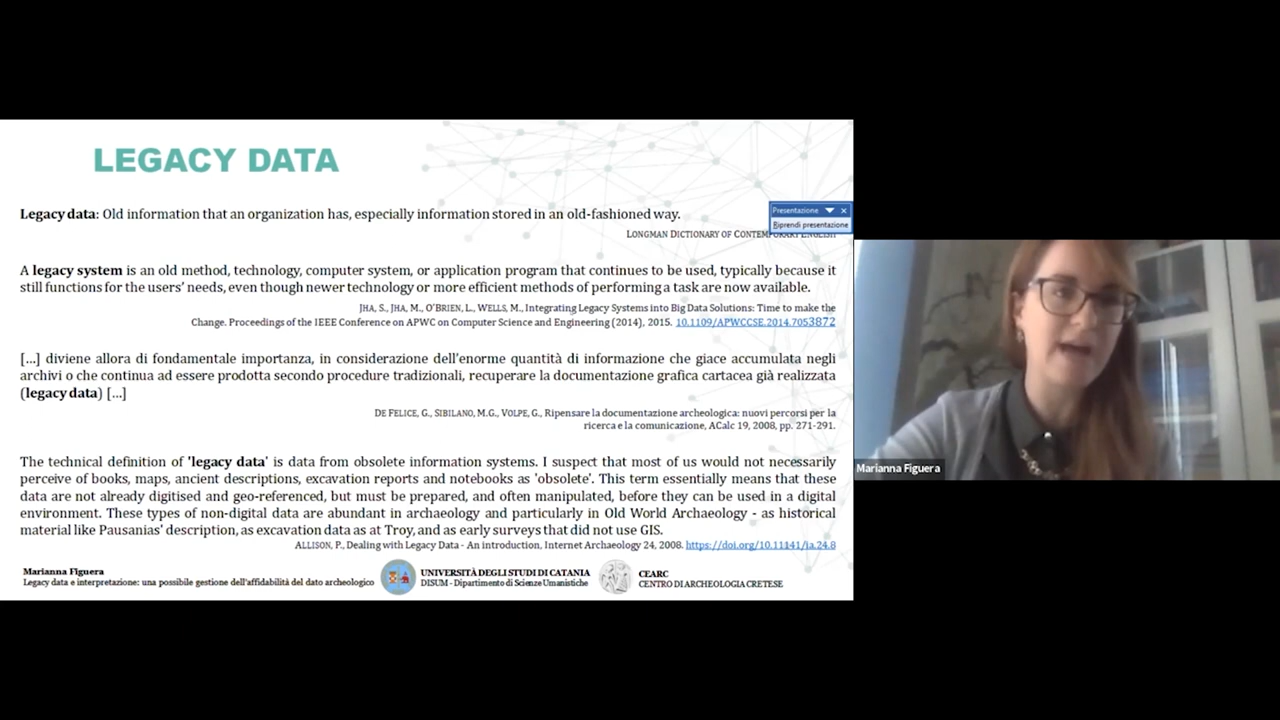 LEGACY DATA
Legacy data: Old information that an organization has, especially information stored in an old-fashioned way.
Presentazione
Riprendi presentazione
LONGMAN DICTIONARY OF CONTEMPORARY ENGLISH
A legacy system is an old method, technology, computer system, or application program that continues to be used, typically because it
still functions for the users' needs, even though newer technology or more efficient methods of performing a task are now available.
JHA, S., JHA, M., O'BRIEN, L., WELLS, M., Integrating Legacy Systems into Big Data Solutions: Time to make the
Change. Proceedings of the IEEE Conference on APWC on Computer Science and Engineering (2014), 2015. 10.1109/APWCCSE.2014.7053872
[...] diviene allora di fondamentale importanza, in considerazione dell'enorme quantità di informazione che giace accumulata negli
archivi o che continua ad essere prodotta secondo procedure tradizionali, recuperare la documentazione grafica cartacea già realizzata
(legacy data) [...]
DE FELICE, G., SIBILANO, M.G., VOLPE, G., Ripensare la documentazione archeologica: nuovi percorsi per la
ricerca e la comunicazione, ACalc 19, 2008, pp. 271-291.
The technical definition of 'legacy data' is data from obsolete information systems. I suspect that most of us would not necessarily
perceive of books, maps, ancient descriptions, excavation reports and notebooks as 'obsolete'. This term essentially means that these
data are not already digitised and geo-referenced, but must be prepared, and often manipulated, before they can be used in a digital
environment. These types of non-digital data are abundant in archaeology and particularly in Old World Archaeology - as historical
material like Pausanias' description, as excavation data as at Troy, and as early surveys that did not use GIS.
ALLISON, P., Dealing with Legacy Data - An introduction, Internet Archaeology 24, 2008. https://doi.org/10.11141/ia.24.8
Marianna Figuera
Legacy data e interpretazione: una possibile gestione dell'affidabilità del dato archeologico
UNIVERSITÀ DEGLI STUDI DI CATANIA
DISUM - Dipartimento di Scienze Umanistiche
CEARC
CENTRO DI ARCHEOLOGIA CRETESE
Marianna Figuera